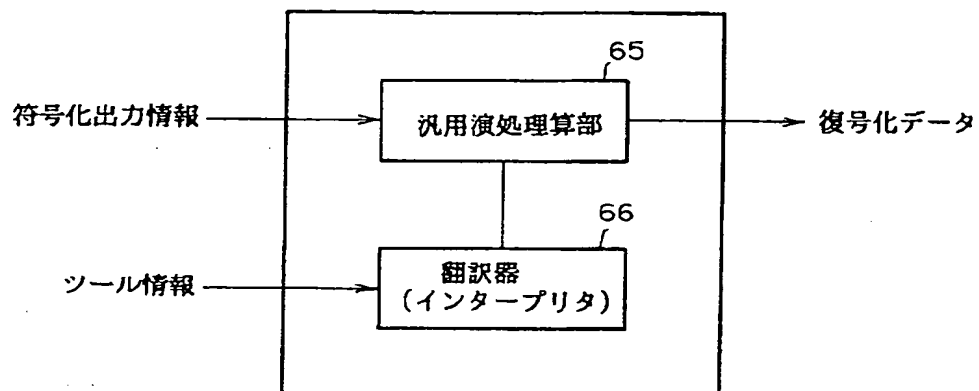 65
符号化出力情報
汎用演処理算部
復号化データ
66
ツール情報
翻訳器
(インタープリタ)